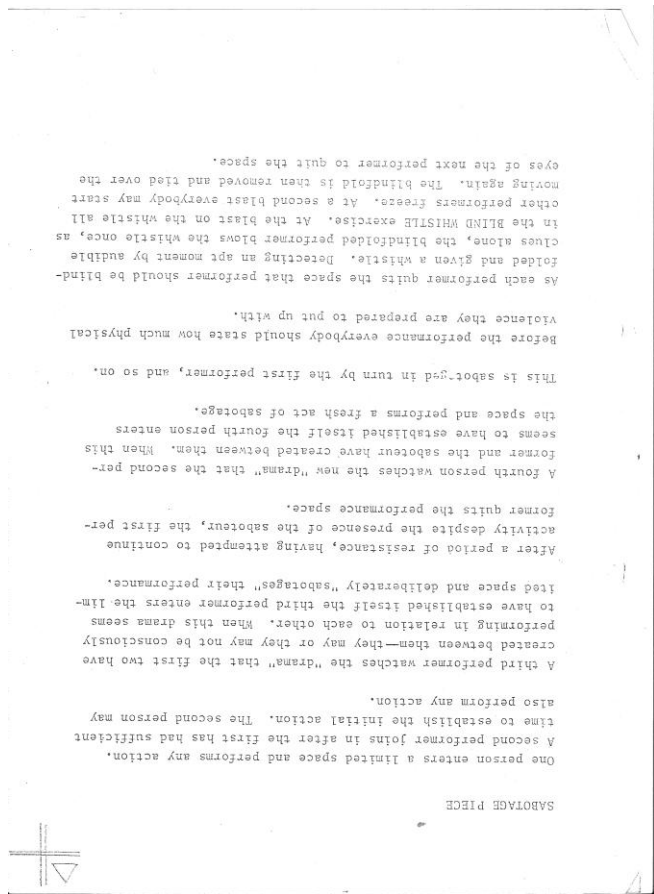 SABOTAGE PIECE
One person enters a limited space and performs any action.
A second performer joins in after the first has had sufficient
time to establish the initial action. The second person may
also perform any action.
A third performer watches the "drama" that the first two have
created between them—they may or they may not be consciously
performing in relation to each other. When this drama seems
to have established itself the third performer enters the lim-
ited space and deliberately "sabotages" their performance.
After a period of resistance, having attempted to continue
activity despite the presence of the saboteur, the first per-
former quits the performance space.
A fourth person watches the new "drama" that the second per-
former and the saboteur have created between them. When this
seems to have established itself the fourth person enters
the space and performs a fresh act of sabotage.
This is sabotaged in turn by the first performer, and so on.
Before the performance everybody should state how much physical
violence they are prepared to put up with.
As each performer quits the space that performer should be blind-
folded and given a whistle. Detecting an apt moment by audible
clues alone, the blindfolded performer blows the whistle once, as
in the BLIND WHISTLE exercise. At the blast on the whistle all
other performers freeze. At a second blast everybody may start
moving again. The blindfold is then removed and tied over the
eyes of the next performer to quit the space.